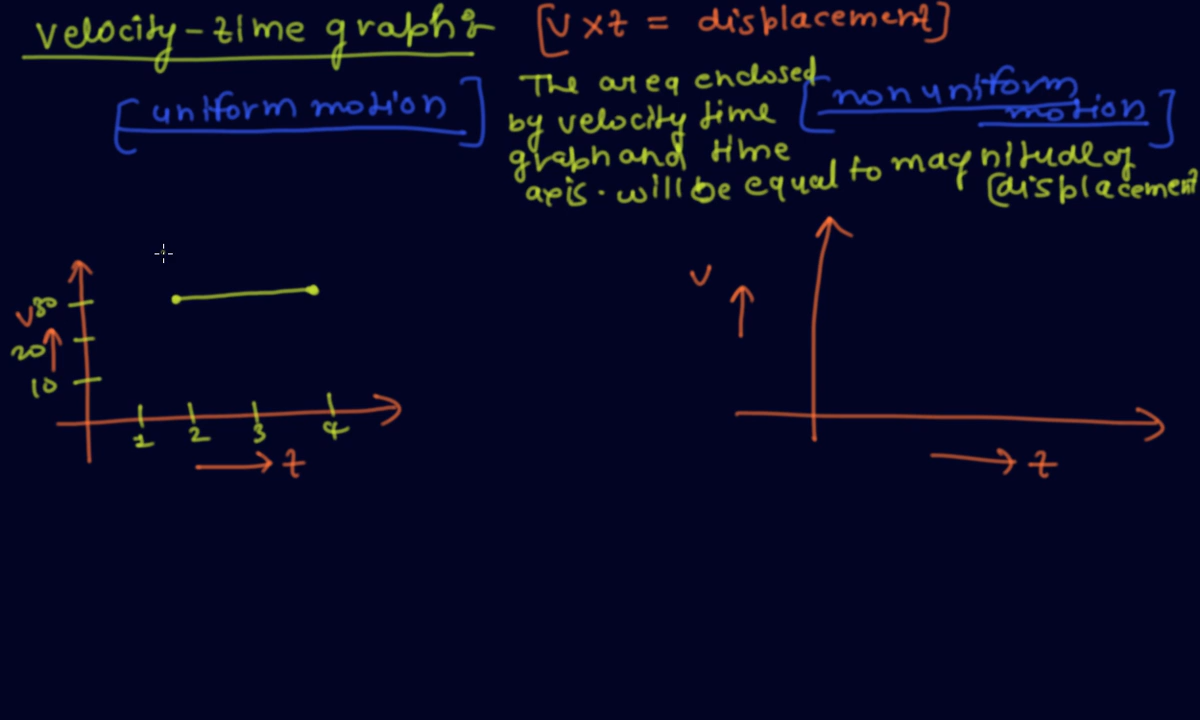 velocity-time graphs
[v x t = displacement]
[uniform motion]
The area enclosed
by velocity time
graph and time
axis. will be equal to magnitude of
[displacement
[non uniform
motion]
v
30
20
10
1 2 3 4
t
v
t